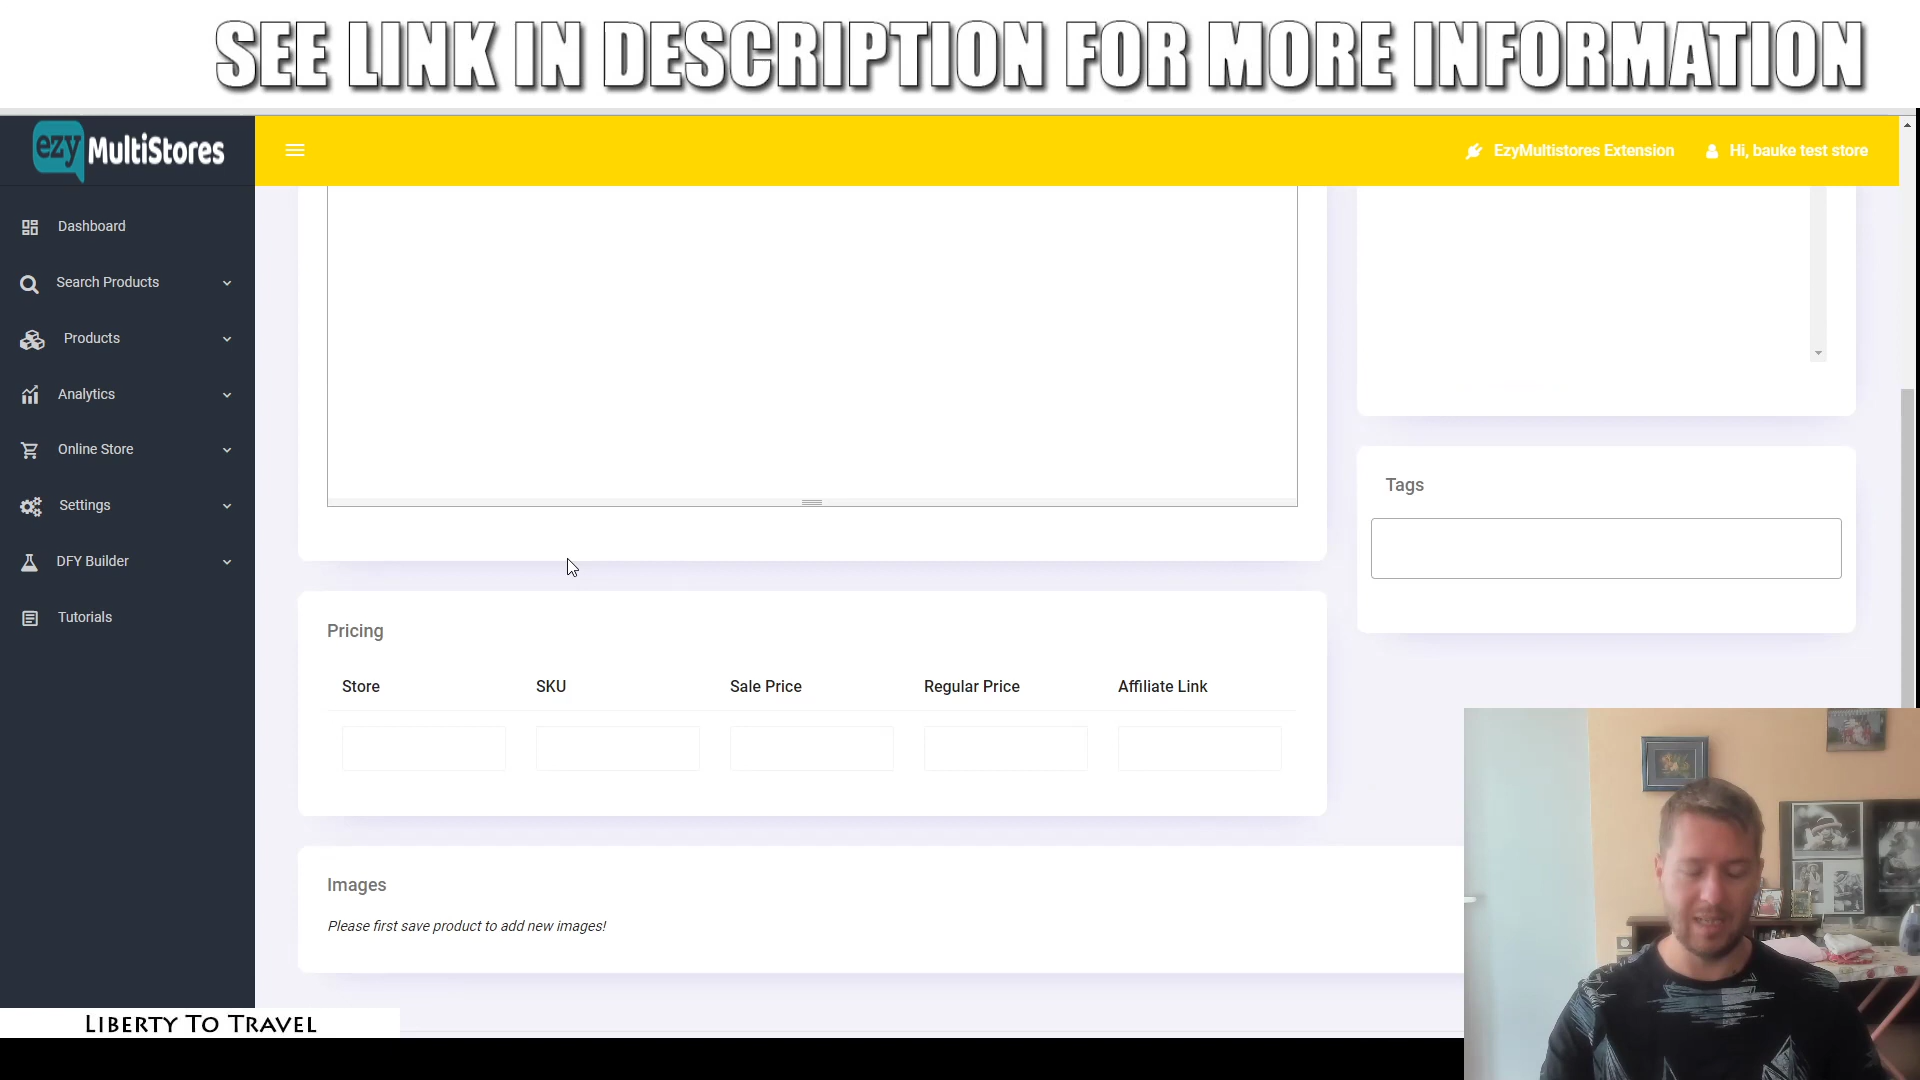 SEE LINK IN DESCRIPTION FOR MORE INFORMATION
ezy MultiStores
EzyMultistores Extension
Hi, bauke test store
Dashboard
Search Products
Products
Analytics
Online Store
Settings
DFY Builder
Tutorials
Tags
Pricing
Store SKU Sale Price Regular Price Affiliate Link
Images
Please first save product to add new images!
LIBERTY TO TRAVEL